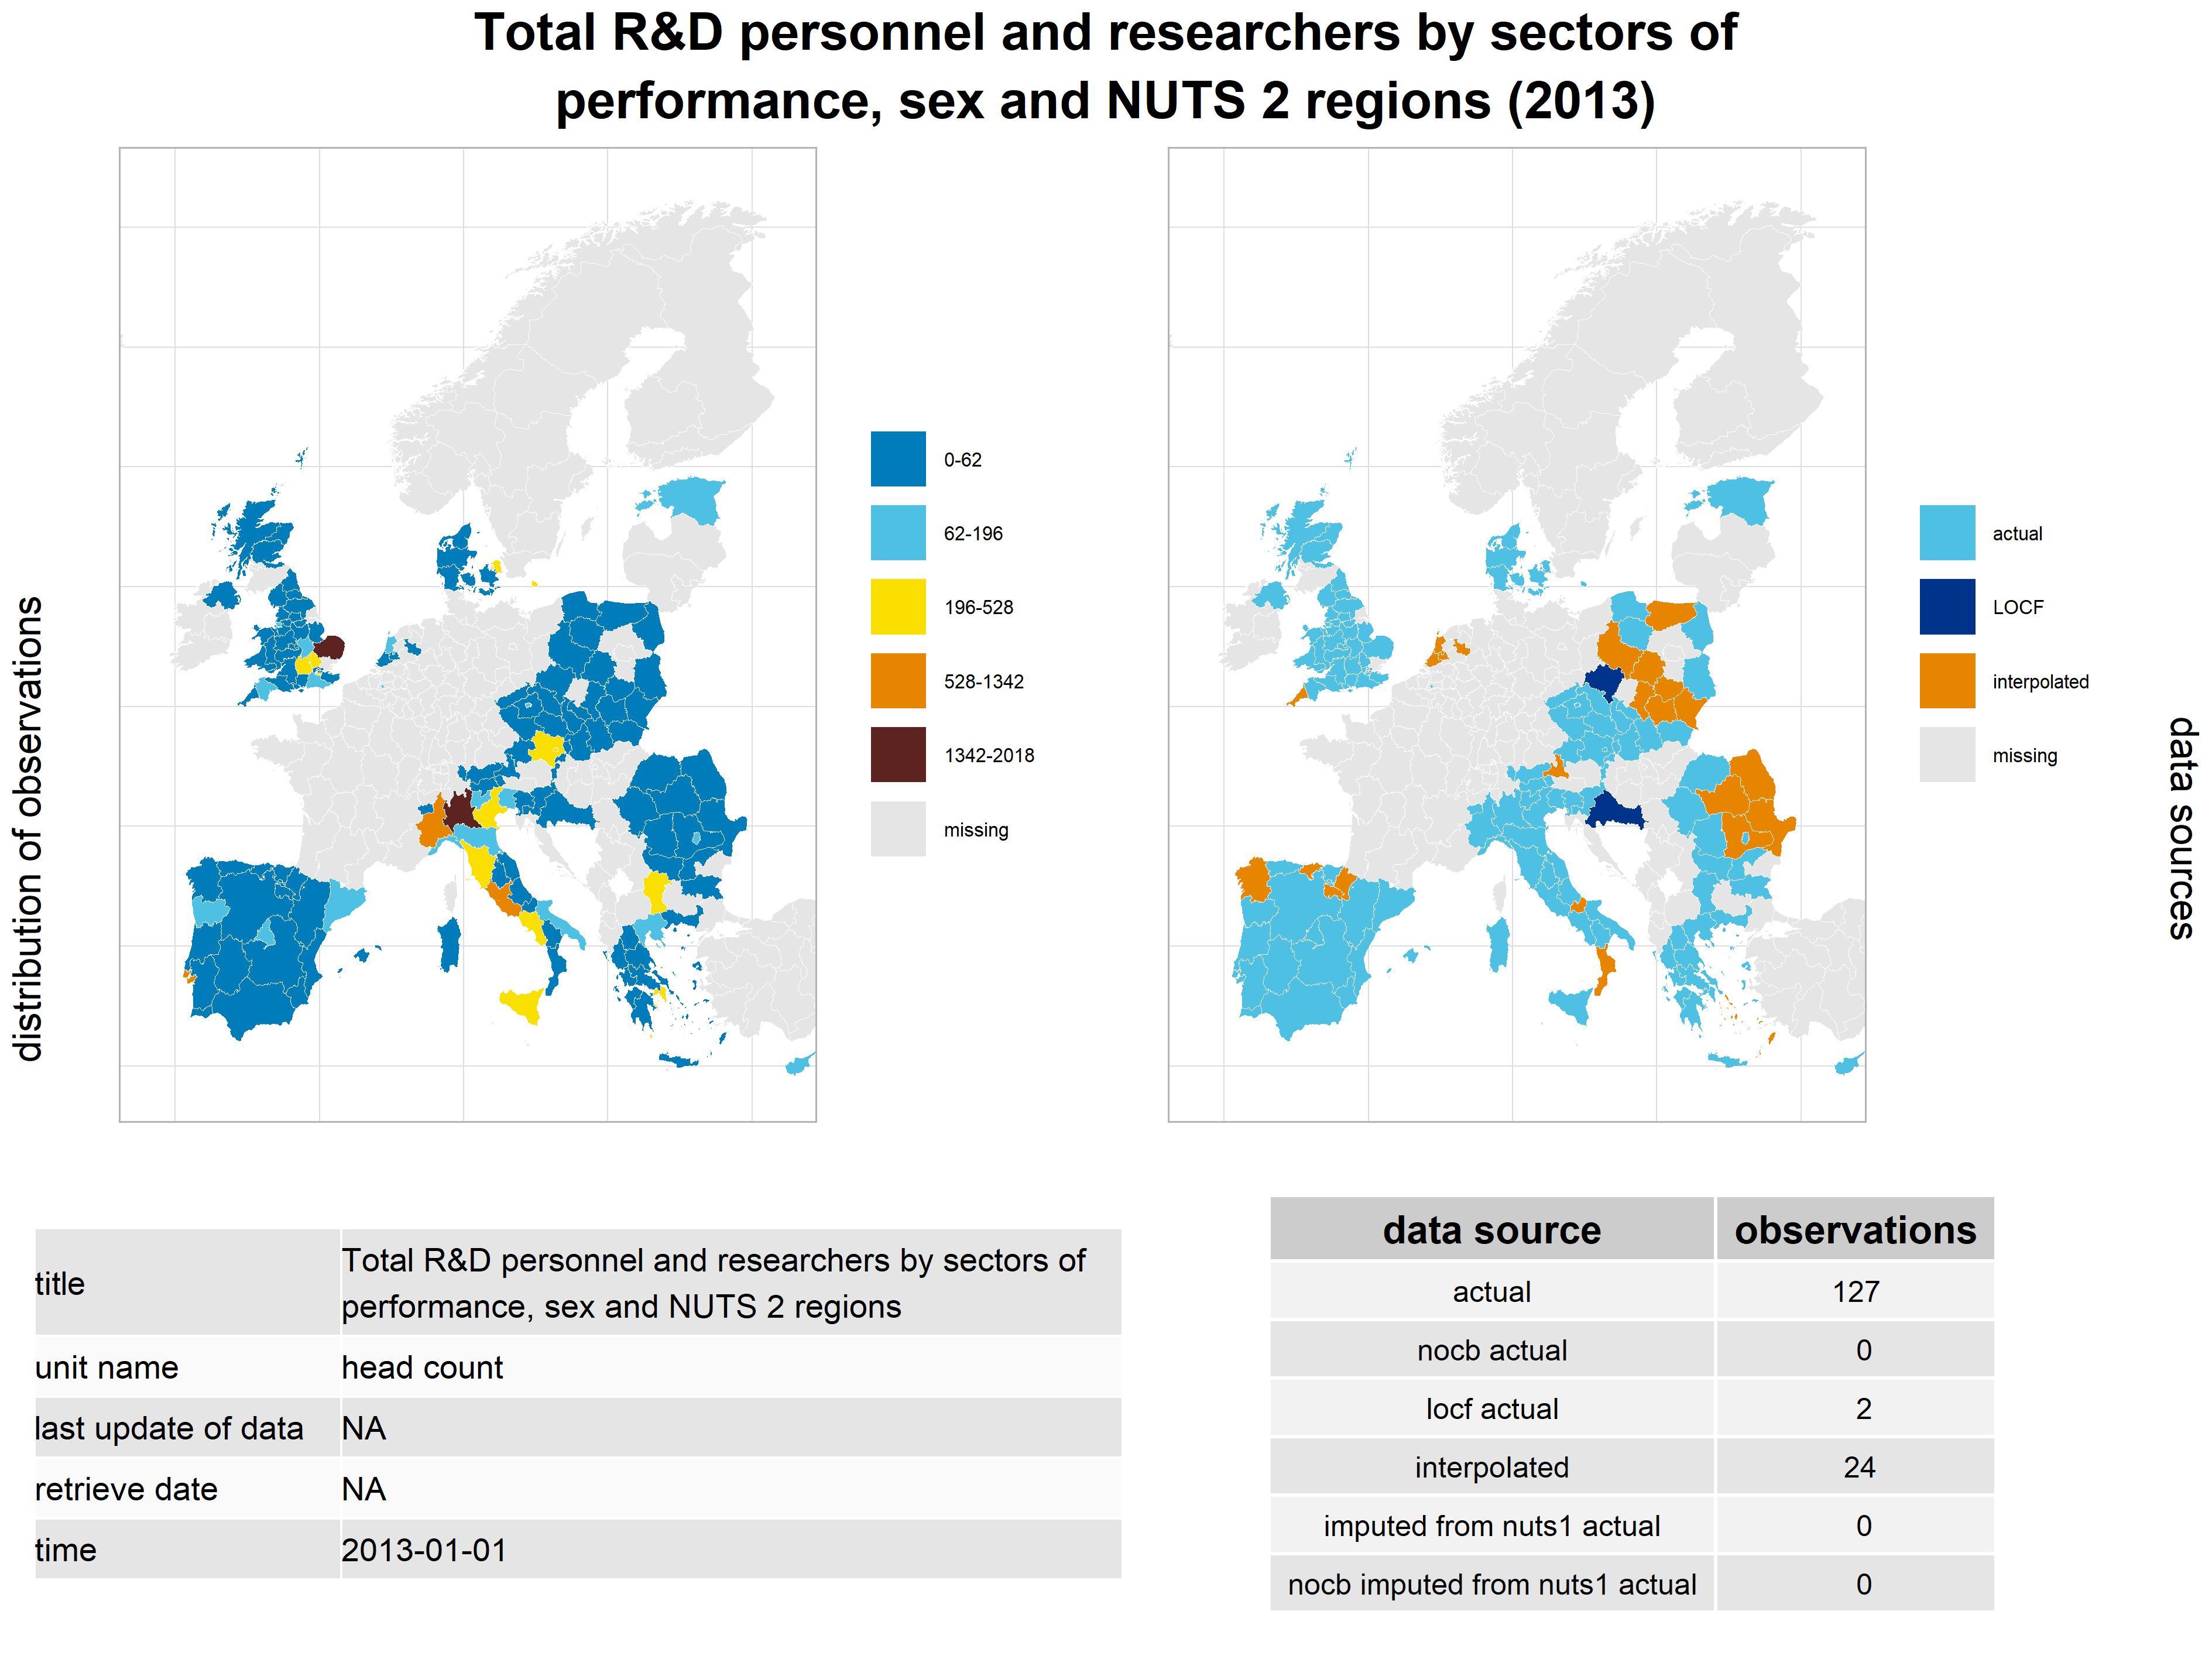 Total R&D personnel and researchers by sectors of
performance, sex and NUTS 2 regions (2013)
distribution of observations
0-62
62-196
196-528
528-1342
1342-2018
missing
actual
LOCF
interpolated
missing
data sources
title
Total R&D personnel and researchers by sectors of
performance, sex and NUTS 2 regions
unit name head count
last update of data NA
retrieve date NA
time 2013-01-01
data source observations
actual 127
nocb actual 0
locf actual 2
interpolated 24
imputed from nuts1 actual 0
nocb imputed from nuts1 actual 0